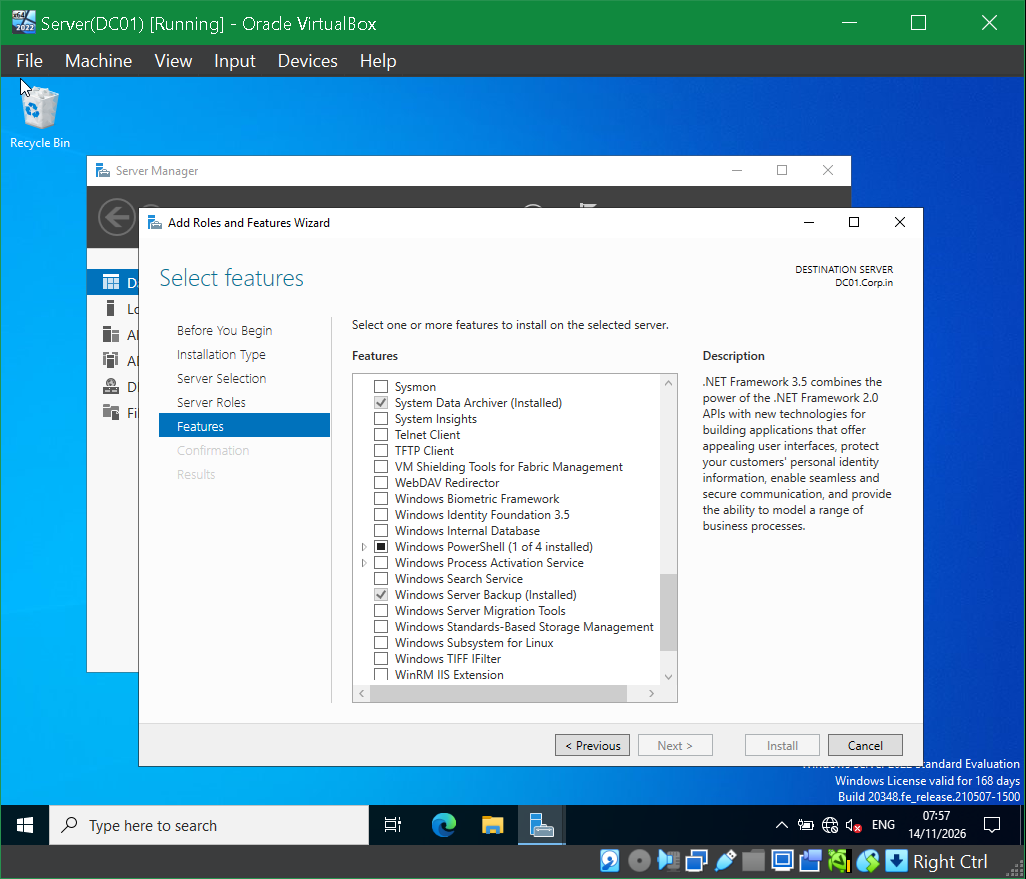 Server(DC01) [Running] - Oracle VirtualBox
File Machine View Input Devices Help
Recycle Bin
Server Manager
Add Roles and Features Wizard
Select features
DESTINATION SERVER
DC01.Corp.in
Before You Begin
Installation Type
Server Selection
Server Roles
Features
Confirmation
Results
Select one or more features to install on the selected server.
Features
Sysmon
System Data Archiver (Installed)
System Insights
Telnet Client
TFTP Client
VM Shielding Tools for Fabric Management
WebDAV Redirector
Windows Biometric Framework
Windows Identity Foundation 3.5
Windows Internal Database
Windows PowerShell (1 of 4 installed)
Windows Process Activation Service
Windows Search Service
Windows Server Backup (Installed)
Windows Server Migration Tools
Windows Standards-Based Storage Management
Windows Subsystem for Linux
Windows TIFF IFilter
WinRM IIS Extension
Description
.NET Framework 3.5 combines the
power of the .NET Framework 2.0
APIs with new technologies for
building applications that offer
appealing user interfaces, protect
your customers' personal identity
information, enable seamless and
secure communication, and provide
the ability to model a range of
business processes.
< Previous
Next >
Install
Cancel
Windows Server 2022 Standard Evaluation
Windows License valid for 168 days
Build 20348.fe_release.210507-1500
Type here to search
ENG
07:57
14/11/2026
Right Ctrl